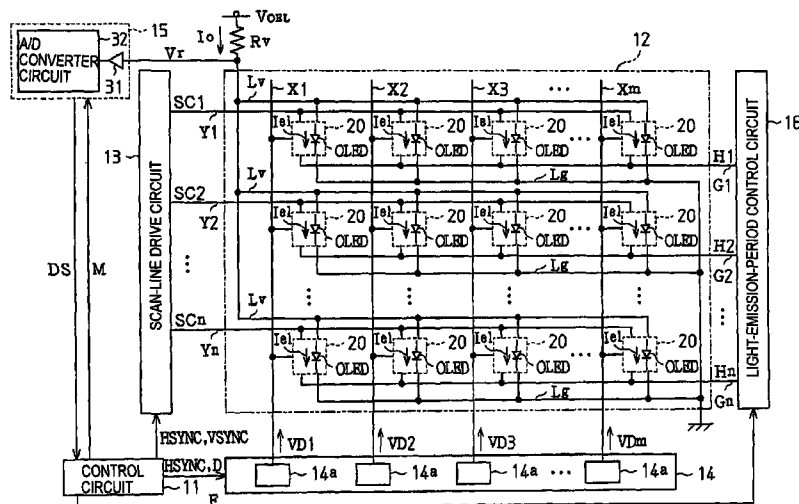 15
A/D CONVERTER CIRCUIT
32
31
Vr
Io
VOEL
Rv
12
X1 X2 X3 ... Xm
Lv
SC1
Y1
Iel 20 OLED Iel 20 OLED Iel 20 OLED ... Iel 20 OLED
H1
Lg
G1
16
LIGHT-EMISSION-PERIOD CONTROL CIRCUIT
13
SCAN-LINE DRIVE CIRCUIT
Lv
SC2
Y2
Iel 20 OLED Iel 20 OLED Iel 20 OLED ... Iel 20 OLED
H2
Lg
G2
DS
M
...
Lv
SCn
Yn
Iel 20 OLED Iel 20 OLED Iel 20 OLED ... Iel 20 OLED
Hn
Lg
Gn
HSYNC,VSYNC
VD1 VD2 VD3 VDm
CONTROL CIRCUIT
11
HSYNC,D
14a 14a 14a ... 14a
14